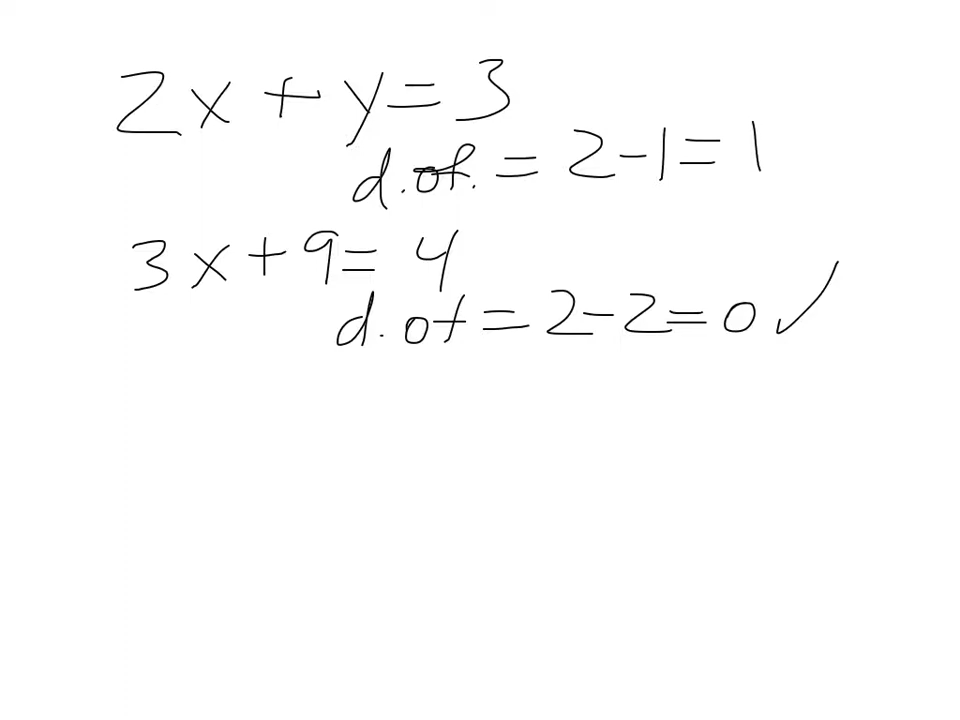 2x + y = 3
d.of. = 2 - 1 = 1
3x + 9 = 4
d.of = 2 - 2 = 0 ✓